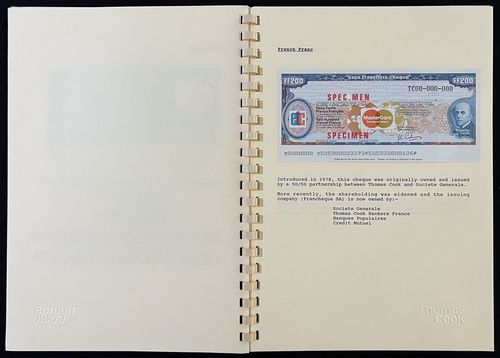 French Franc
"Euro Travellers Cheque"
FF200
FF200
TC00-000-000
SPEC.MEN
MasterCard
SPECIMEN
Introduced in 1978, this cheque was originally owned and issued
by a 50/50 partnership between Thomas Cook and Societe Generale.
More recently, the shareholding was widened and the issuing
company (Francheque SA) is now owned by:-
Societe Generale
Thomas Cook Bankers France
Banques Populaires
Credit Mutuel
Thomas
Cook
Thomas
Cook